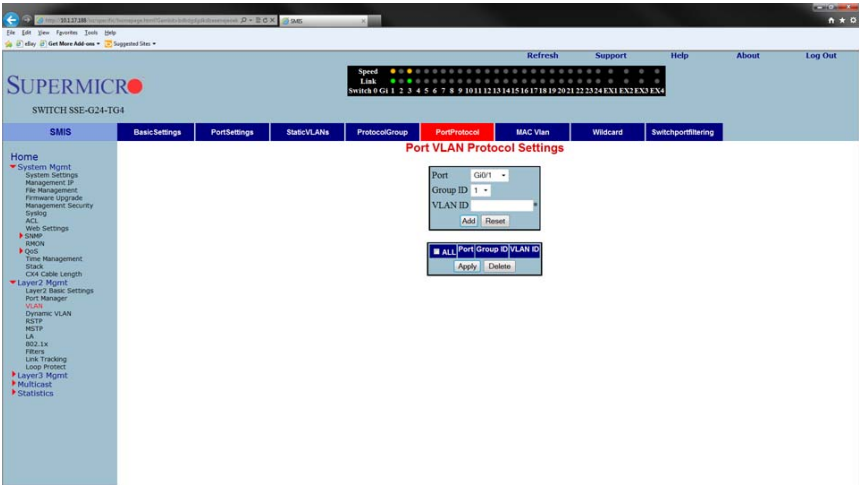 SMIS
File Edit View Favorites Tools Help
eBay Get More Add-ons Suggested Sites
Refresh Support Help About Log Out
SUPERMICRO
SWITCH SSE-G24-TG4
Speed
Link
Switch 0 Gi 1 2 3 4 5 6 7 8 9 10 11 12 13 14 15 16 17 18 19 20 21 22 23 24 EX1 EX2 EX3 EX4
SMIS BasicSettings PortSettings StaticVLANs ProtocolGroup PortProtocol MAC Vlan Wildcard Switchportfiltering
Port VLAN Protocol Settings
Home
System Mgmt
System Settings
Management IP
File Management
Firmware Upgrade
Management Security
Syslog
ACL
Web Settings
SNMP
RMON
QoS
Time Management
Stack
CX4 Cable Length
Layer2 Mgmt
Layer2 Basic Settings
Port Manager
VLAN
Dynamic VLAN
RSTP
MSTP
LA
802.1x
Filters
Link Tracking
Loop Protect
Layer3 Mgmt
Multicast
Statistics
Port Gi0/1
Group ID 1
VLAN ID *
Add Reset
ALL Port Group ID VLAN ID
Apply Delete